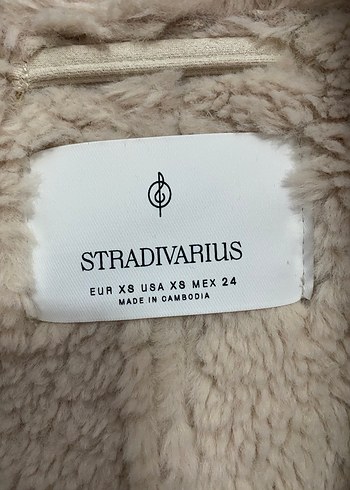 STRADIVARIUS
EUR XS USA XS MEX 24
MADE IN CAMBODIA